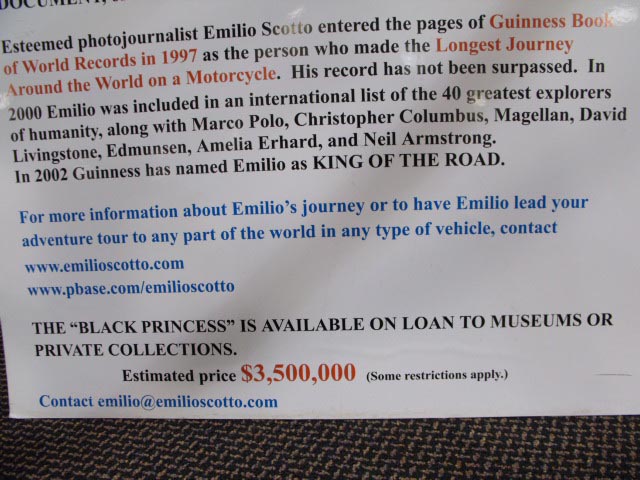 Esteemed photojournalist Emilio Scotto entered the pages of Guinness Book
of World Records in 1997 as the person who made the Longest Journey
Around the World on a Motorcycle. His record has not been surpassed. In
2000 Emilio was included in an international list of the 40 greatest explorers
of humanity, along with Marco Polo, Christopher Columbus, Magellan, David
Livingstone, Edmunsen, Amelia Erhard, and Neil Armstrong.
In 2002 Guinness has named Emilio as KING OF THE ROAD.
For more information about Emilio's journey or to have Emilio lead your
adventure tour to any part of the world in any type of vehicle, contact
www.emilioscotto.com
www.pbase.com/emilioscotto
THE “BLACK PRINCESS” IS AVAILABLE ON LOAN TO MUSEUMS OR
PRIVATE COLLECTIONS.
Estimated price $3,500,000 (Some restrictions apply.)
Contact emilio@emilioscotto.com